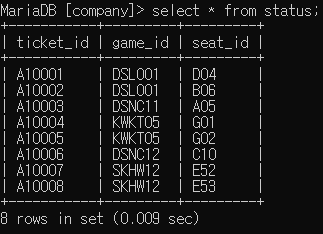 MariaDB [company]> select * from status;
+-----------+---------+---------+
| ticket_id | game_id | seat_id |
+-----------+---------+---------+
| A10001 | DSL001 | D04 |
| A10002 | DSL001 | B06 |
| A10003 | DSNC11 | A05 |
| A10004 | KWKT05 | G01 |
| A10005 | KWKT05 | G02 |
| A10006 | DSNC12 | C10 |
| A10007 | SKHW12 | E52 |
| A10008 | SKHW12 | E53 |
+-----------+---------+---------+
8 rows in set (0.009 sec)